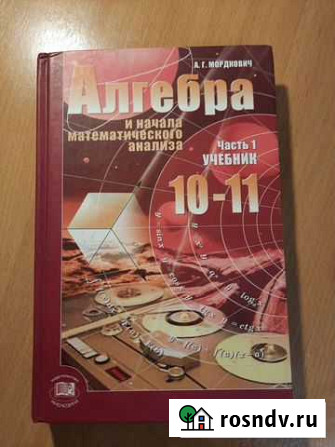 А. Г. МОРДКОВИЧ
Алгебра
и начала
математического
анализа
Часть 1
УЧЕБНИК
10-11
rosndv.ru